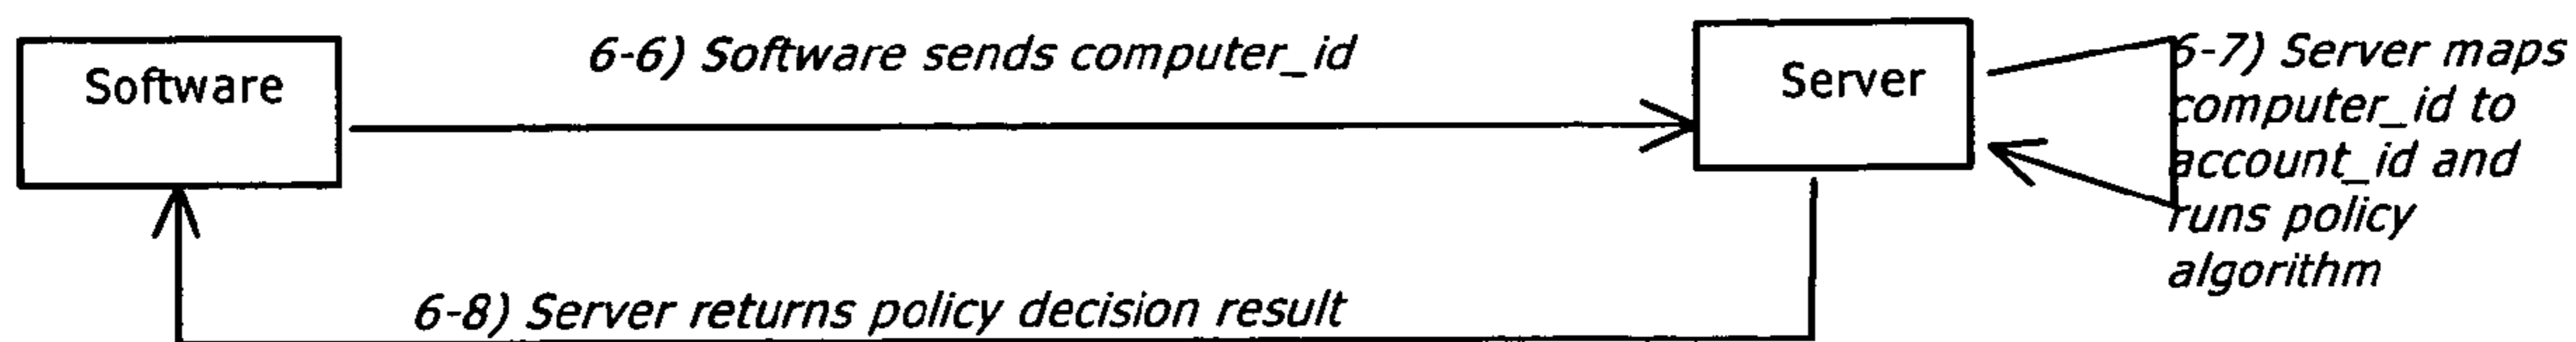 Software
6-6) Software sends computer_id
Server
6-7) Server maps
computer_id to
account_id and
runs policy
algorithm
6-8) Server returns policy decision result